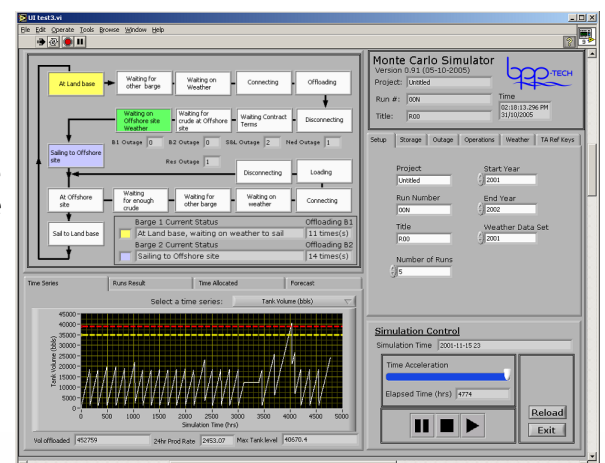 UI test3.vi
File Edit Operate Tools Browse Window Help
At Land base
Waiting for other barge
Waiting on Weather
Connecting
Offloading
Waiting on Offshore site Weather
Waiting for crude at Offshore site
Waiting Contract Terms
Disconnecting
Sailing to Offshore site
B1 Outage 0 B2 Outage 0 S&L Outage 2 Ned Outage 1
Rez Outage 1
Disconnecting
Loading
At Offshore site
Waiting for enough crude
Waiting for other barge
Waiting on weather
Connecting
Sail to Land base
Barge 1 Current Status Offloading B1
At Land base, waiting on weather to sail 11 times(s)
Barge 2 Current Status Offloading B2
Sailing to Offshore site 14 times(s)
Monte Carlo Simulator
Version 0.91 (05-10-2005)
bpp-TECH
Project: Untitled
Run #: 00N
Title: R00
Time
02:18:13.296 PM
31/10/2005
Setup Storage Outage Operations Weather TA Ref Keys
Project
Untitled
Start Year
2001
Run Number
00N
End Year
2002
Title
R00
Weather Data Set
2001
Number of Runs
5
Time Series Runs Result Time Allocated Forecast
Select a time series: Tank Volume (bbls)
Tank Volume (bbls)
45000
40000
35000
30000
25000
20000
15000
10000
5000
0
0 500 1000 1500 2000 2500 3000 3500 4000 4500 5000
Simulation Time (hrs)
Vol offloaded 452759 24hr Prod Rate 2453.07 Max Tank level 40670.4
Simulation Control
Simulation Time 2001-11-15 23
Time Acceleration
Elapsed Time (hrs) 4774
Reload
Exit